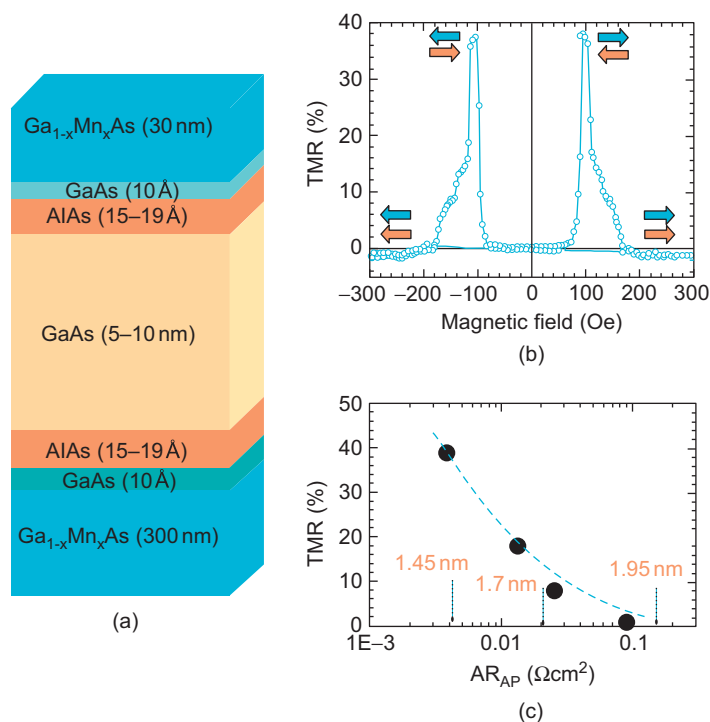 Ga1-xMnxAs (30 nm)
GaAs (10 Å)
AlAs (15–19 Å)
GaAs (5–10 nm)
AlAs (15–19 Å)
GaAs (10 Å)
Ga1-xMnxAs (300 nm)
(a)
TMR (%)
40
30
20
10
0
−300
−200
−100
0
100
200
300
Magnetic field (Oe)
(b)
TMR (%)
50
40
30
20
10
0
1.45 nm
1.7 nm
1.95 nm
1E−3
0.01
0.1
ARAP (Ωcm²)
(c)